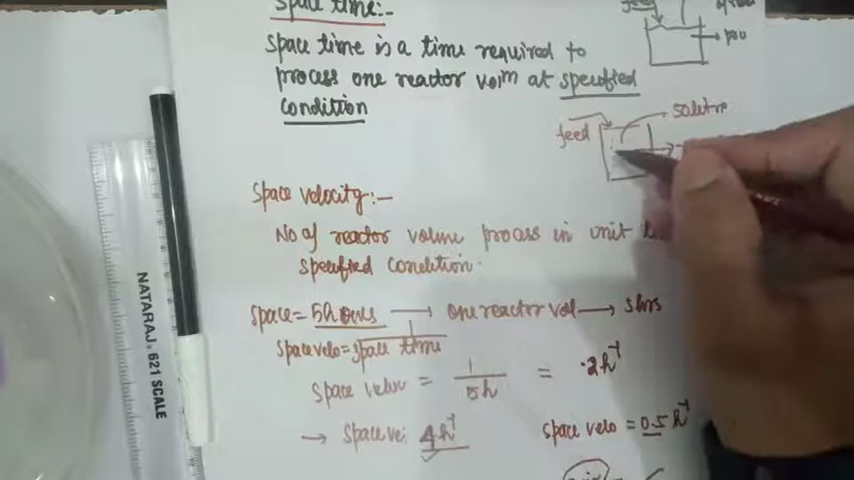 space time:-
space time is a time required to
process one reactor volm at specified
condition
feed
Space velocity:-
No of reactor volume process in unit
specified condition.
space = 5hours → one reactor vol → 5hrs
space velo = 1/space time
space velo = 1/5h = .2h⁻¹
→ space vel 4h⁻¹
space velo = 0.5 h⁻¹
NATARAJ, 621 SCALE